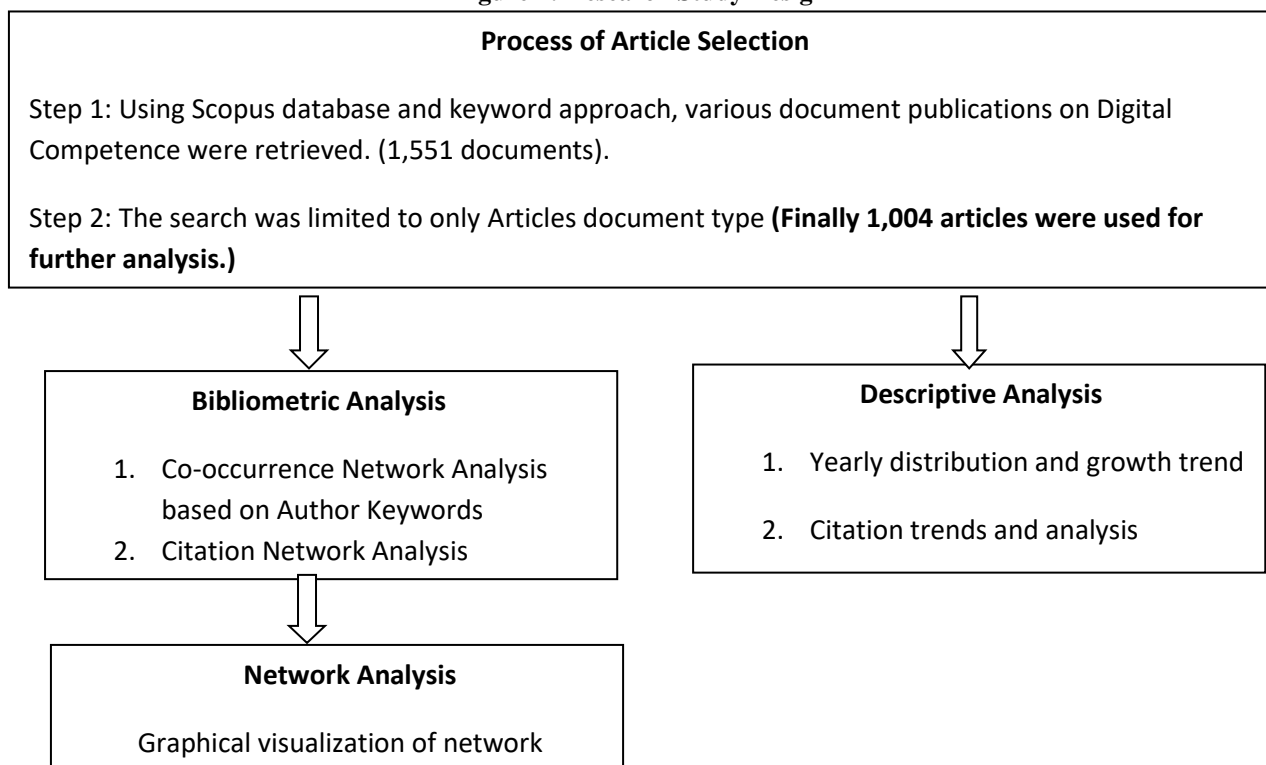 Process of Article Selection
Step 1: Using Scopus database and keyword approach, various document publications on Digital
Competence were retrieved. (1,551 documents).
Step 2: The search was limited to only Articles document type (Finally 1,004 articles were used for
further analysis.)
Bibliometric Analysis
1. Co-occurrence Network Analysis
based on Author Keywords
2. Citation Network Analysis
Descriptive Analysis
1. Yearly distribution and growth trend
2. Citation trends and analysis
Network Analysis
Graphical visualization of network